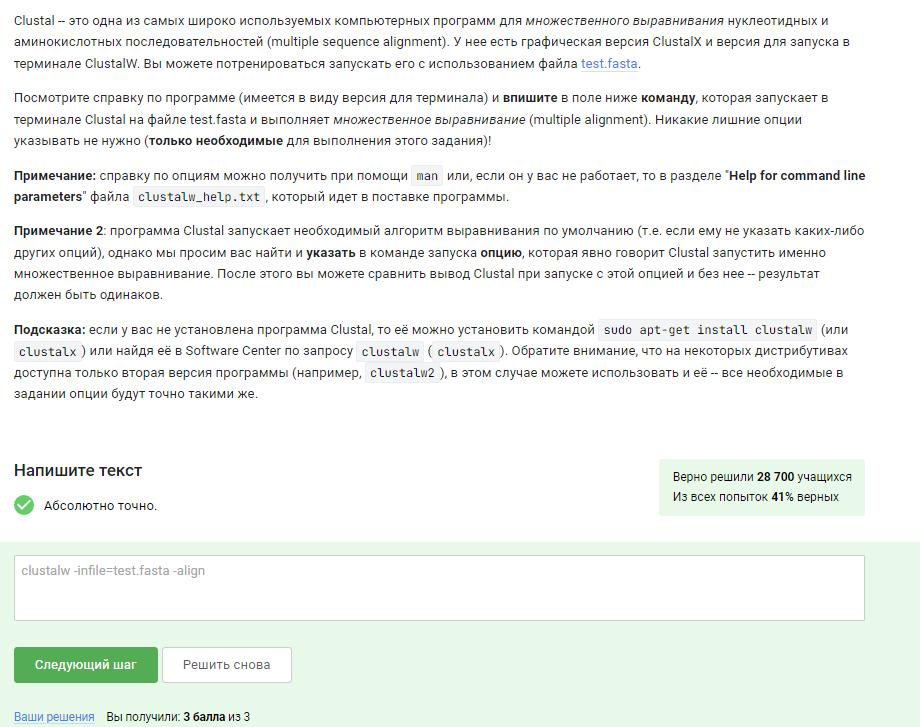 Clustal -- это одна из самых широко используемых компьютерных программ для множественного выравнивания нуклеотидных и
аминокислотных последовательностей (multiple sequence alignment). У нее есть графическая версия ClustalX и версия для запуска в
терминале ClustalW. Вы можете потренироваться запускать его с использованием файла test.fasta.
Посмотрите справку по программе (имеется в виду версия для терминала) и впишите в поле ниже команду, которая запускает в
терминале Clustal на файле test.fasta и выполняет множественное выравнивание (multiple alignment). Никакие лишние опции
указывать не нужно (только необходимые для выполнения этого задания)!
Примечание: справку по опциям можно получить при помощи man или, если он у вас не работает, то в разделе "Help for command line
parameters" файла clustalw_help.txt , который идет в поставке программы.
Примечание 2: программа Clustal запускает необходимый алгоритм выравнивания по умолчанию (т.е. если ему не указать каких-либо
других опций), однако мы просим вас найти и указать в команде запуска опцию, которая явно говорит Clustal запустить именно
множественное выравнивание. После этого вы можете сравнить вывод Clustal при запуске с этой опцией и без нее -- результат
должен быть одинаков.
Подсказка: если у вас не установлена программа Clustal, то её можно установить командой sudo apt-get install clustalw (или
clustalx ) или найдя её в Software Center по запросу clustalw ( clustalx ). Обратите внимание, что на некоторых дистрибутивах
доступна только вторая версия программы (например, clustalw2 ), в этом случае можете использовать и её -- все необходимые в
задании опции будут точно такими же.
Напишите текст
Верно решили 28 700 учащихся
Из всех попыток 41% верных
Абсолютно точно.
clustalw -infile=test.fasta -align
Следующий шаг Решить снова
Ваши решения Вы получили: 3 балла из 3